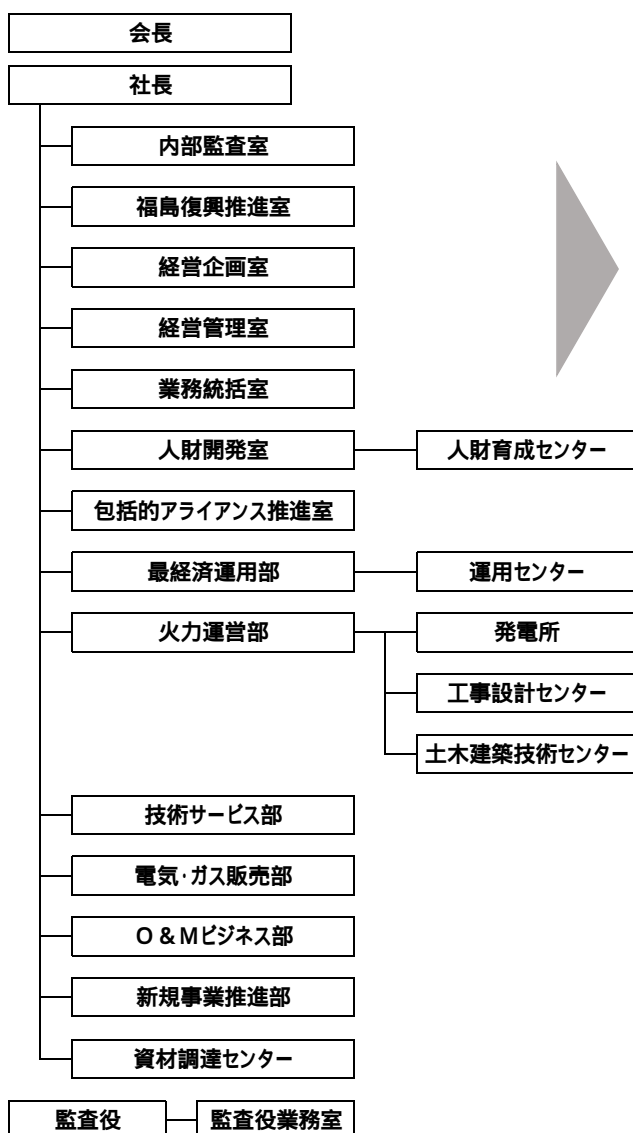 会長
社長
内部監査室
福島復興推進室
経営企画室
経営管理室
業務統括室
人財開発室
人財育成センター
包括的アライアンス推進室
最経済運用部
運用センター
火力運営部
発電所
工事設計センター
土木建築技術センター
技術サービス部
電気・ガス販売部
O&Mビジネス部
新規事業推進部
資材調達センター
監査役
監査役業務室